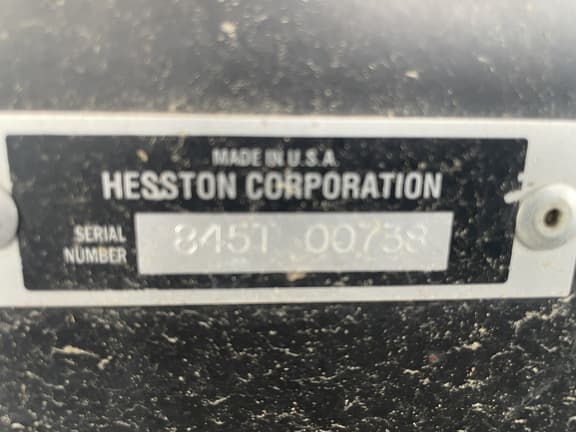 MADE IN U.S.A.
HESSTON CORPORATION
SERIAL
NUMBER
845T 00738